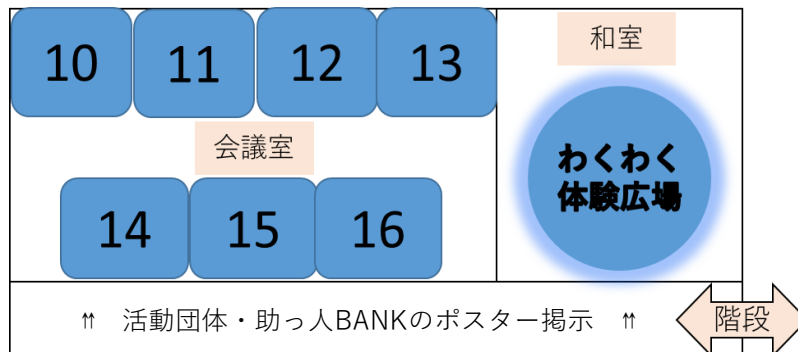 10 11 12 13
和室
会議室
わくわく
体験広場
14 15 16
⇈ 活動団体・助っ人BANKのポスター掲示 ⇈
階段